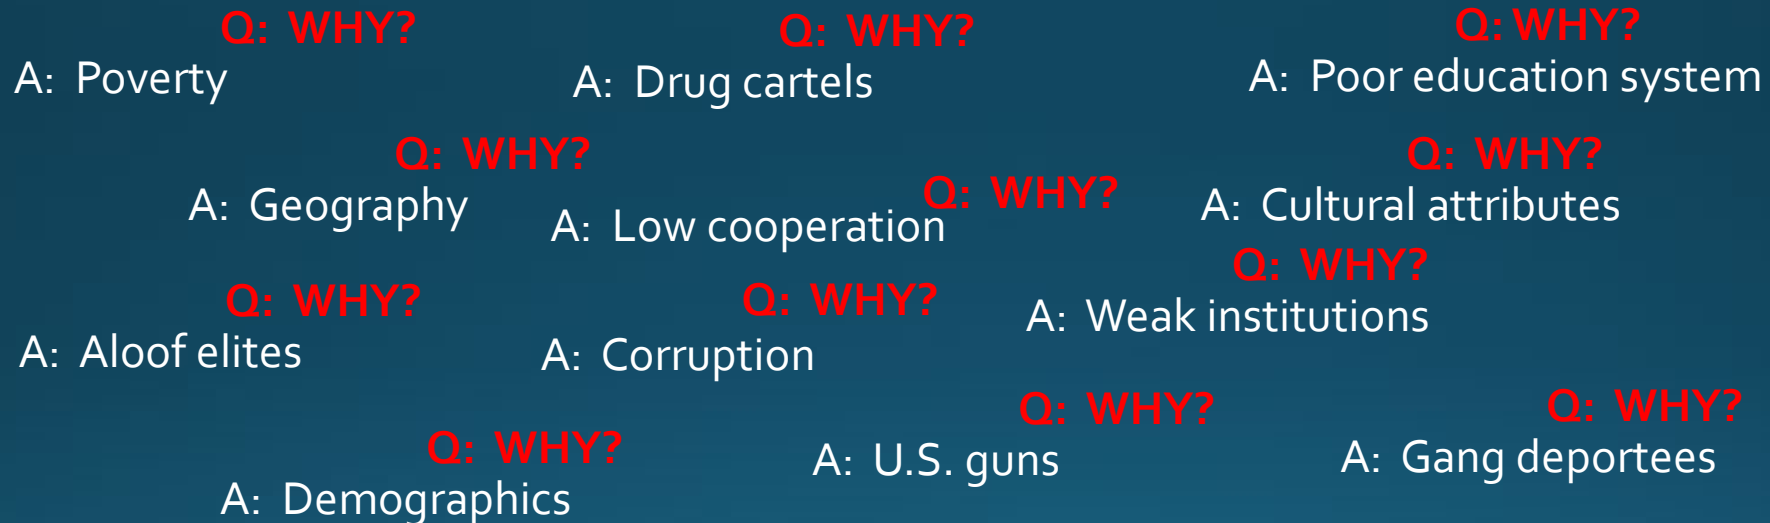 Q: WHY?
A: Poverty
Q: WHY?
A: Drug cartels
Q: WHY?
A: Poor education system
Q: WHY?
A: Geography
Q: WHY?
A: Low cooperation
Q: WHY?
A: Cultural attributes
Q: WHY?
A: Aloof elites
Q: WHY?
A: Corruption
Q: WHY?
A: Weak institutions
Q: WHY?
A: Demographics
Q: WHY?
A: U.S. guns
Q: WHY?
A: Gang deportees